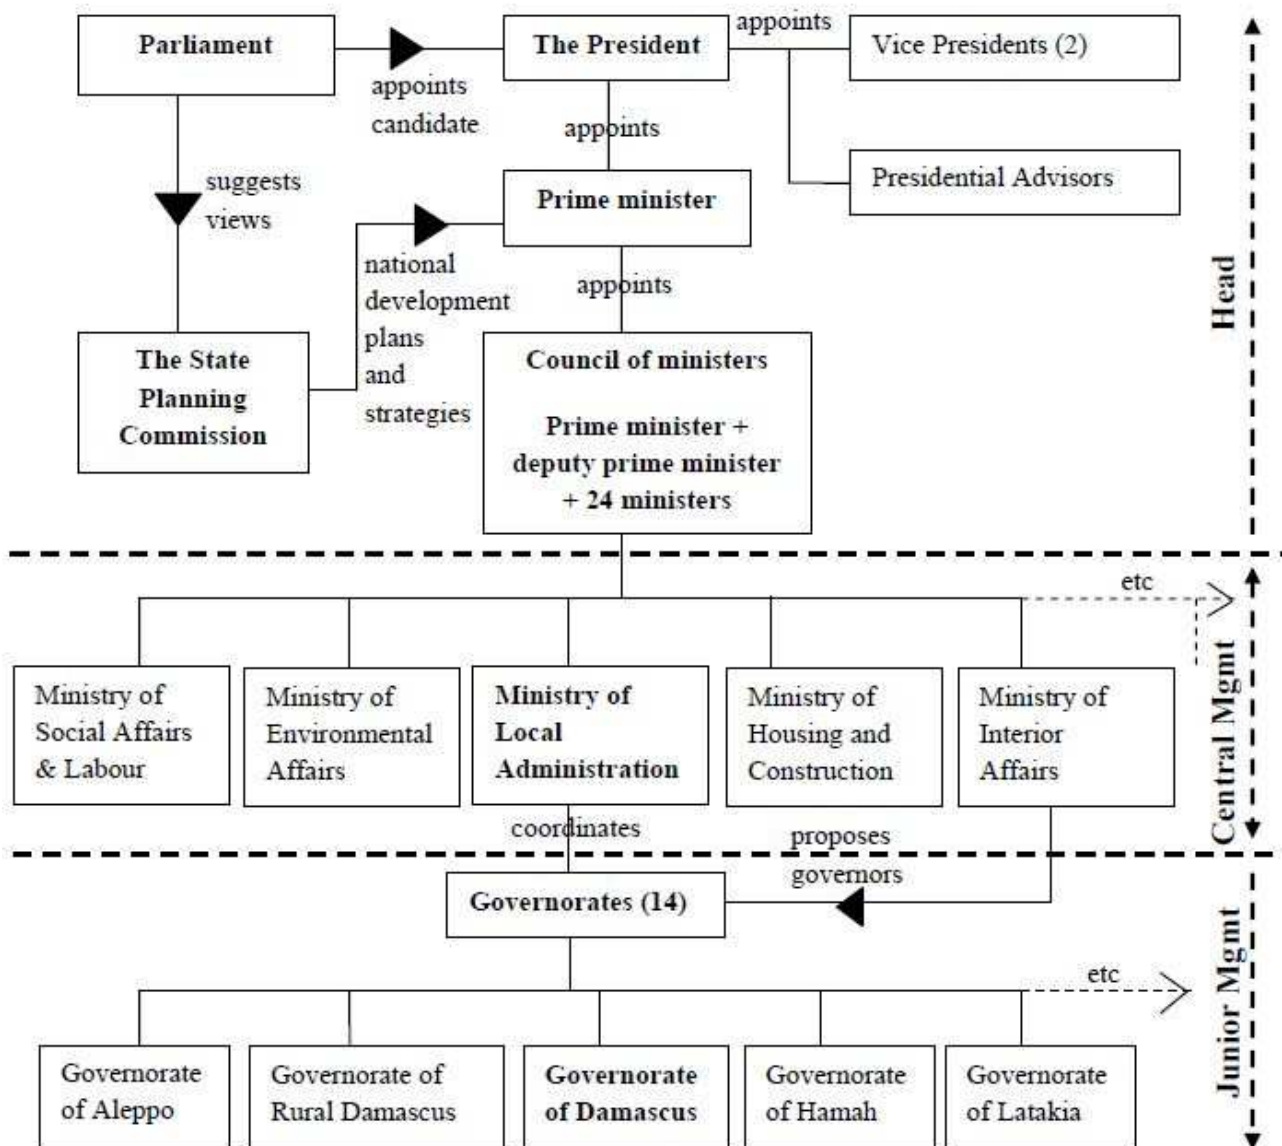 Parliament
appoints
candidate
The President
appoints
Vice Presidents (2)
Presidential Advisors
appoints
suggests
views
Prime minister
national
development
plans
and
strategies
appoints
The State
Planning
Commission
Council of ministers
Prime minister +
deputy prime minister
+ 24 ministers
Head
etc
Ministry of
Social Affairs
& Labour
Ministry of
Environmental
Affairs
Ministry of
Local
Administration
Ministry of
Housing and
Construction
Ministry of
Interior
Affairs
Central Mgmt
coordinates
proposes
governors
Governorates (14)
etc
Governorate
of Aleppo
Governorate of
Rural Damascus
Governorate
of Damascus
Governorate
of Hamah
Governorate
of Latakia
Junior Mgmt